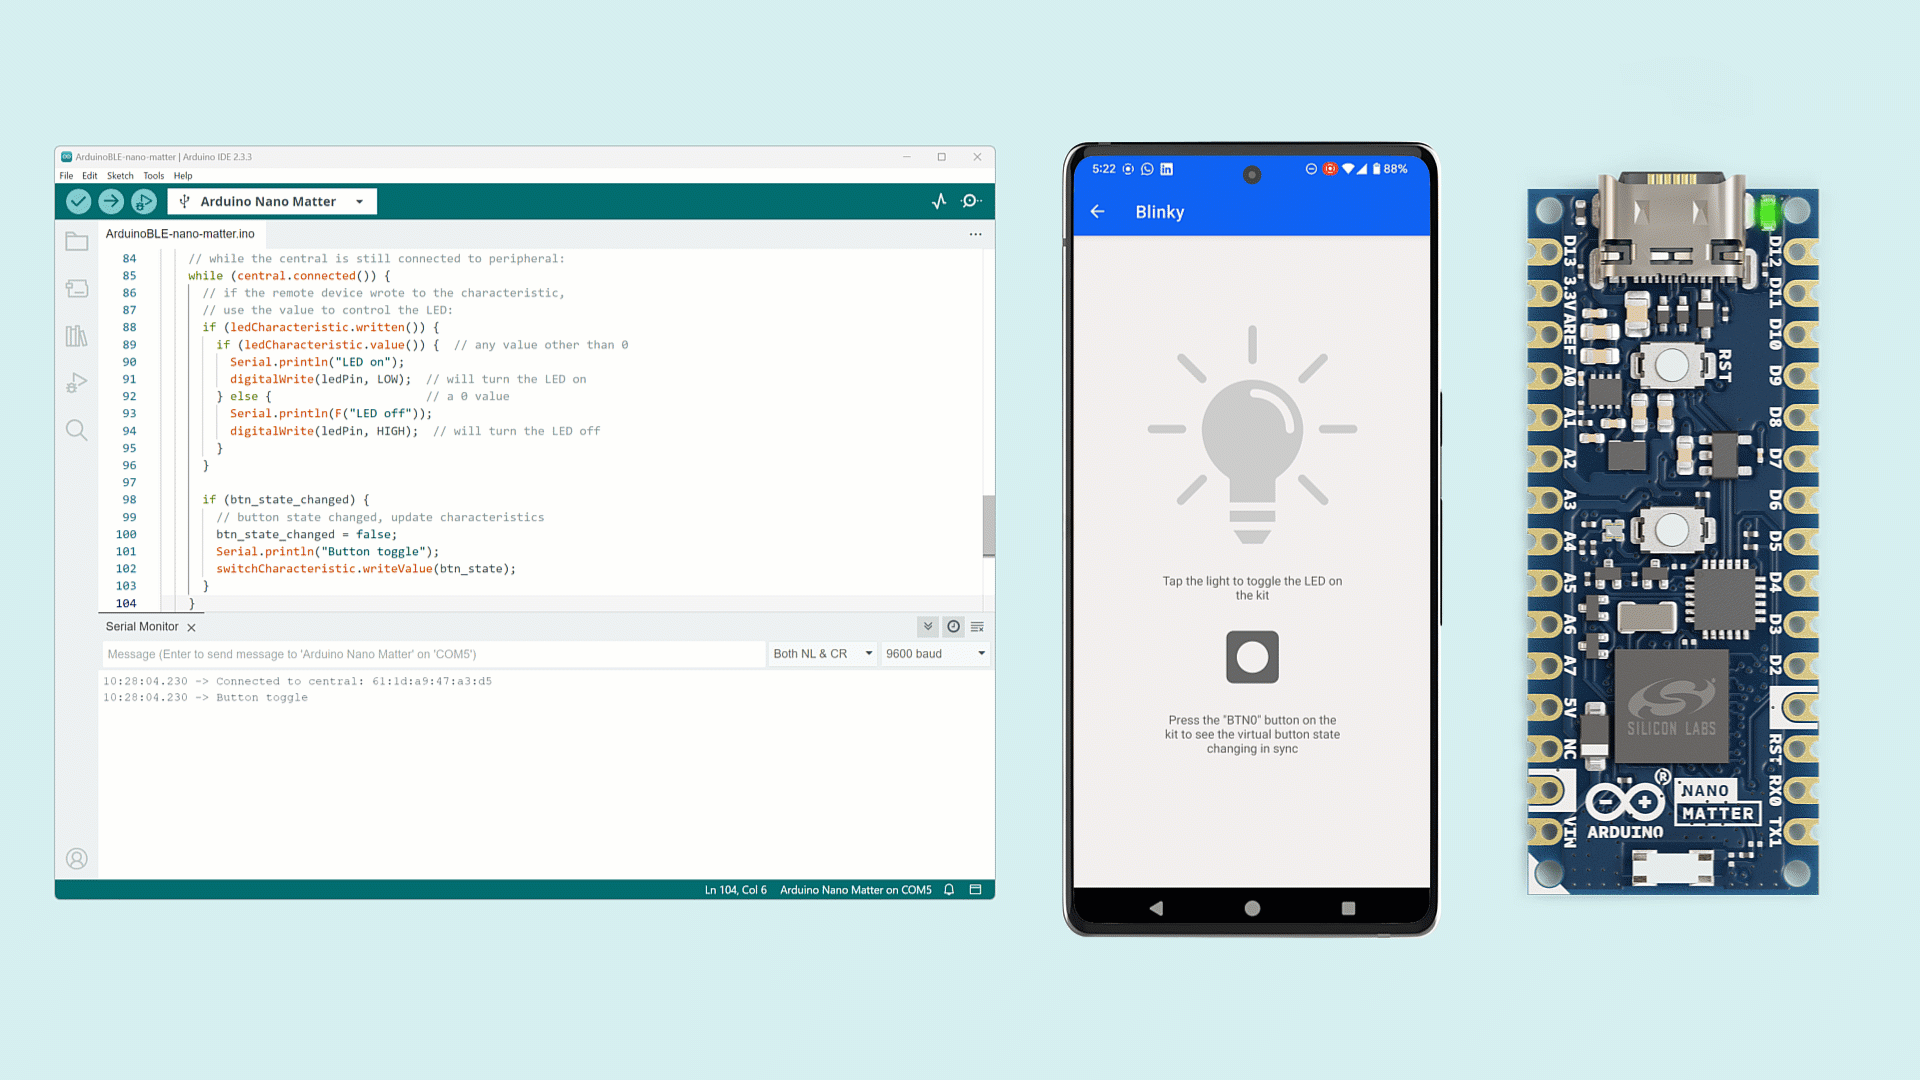 ArduinoBLE-nano-matter | Arduino IDE 2.3.3
File Edit Sketch Tools Help
Arduino Nano Matter
ArduinoBLE-nano-matter.ino
84 // while the central is still connected to peripheral:
85 while (central.connected()) {
86 // if the remote device wrote to the characteristic,
87 // use the value to control the LED:
88 if (ledCharacteristic.written()) {
89 if (ledCharacteristic.value()) { // any value other than 0
90 Serial.println("LED on");
91 digitalWrite(ledPin, LOW); // will turn the LED on
92 } else { // a 0 value
93 Serial.println(F("LED off"));
94 digitalWrite(ledPin, HIGH); // will turn the LED off
95 }
96 }
97
98 if (btn_state_changed) {
99 // button state changed, update characteristics
100 btn_state_changed = false;
101 Serial.println("Button toggle");
102 switchCharacteristic.writeValue(btn_state);
103 }
104 }
Serial Monitor
Message (Enter to send message to 'Arduino Nano Matter' on 'COM5')
Both NL & CR
9600 baud
10:28:04.230 -> Connected to central: 61:1d:a9:47:a3:d5
10:28:04.230 -> Button toggle
Ln 104, Col 6 Arduino Nano Matter on COM5
5:22
88%
Blinky
Tap the light to toggle the LED on
the kit
Press the "BTN0" button on the
kit to see the virtual button state
changing in sync
D13
3.3V
AREF
A0
A1
A2
A3
A4
A5
A6
A7
5V
NC
VIN
D12
D11
D10
D9
D8
D7
D6
D5
D4
D3
D2
RST
RX0
TX1
RST
SILICON LABS
®
ARDUINO
NANO
MATTER